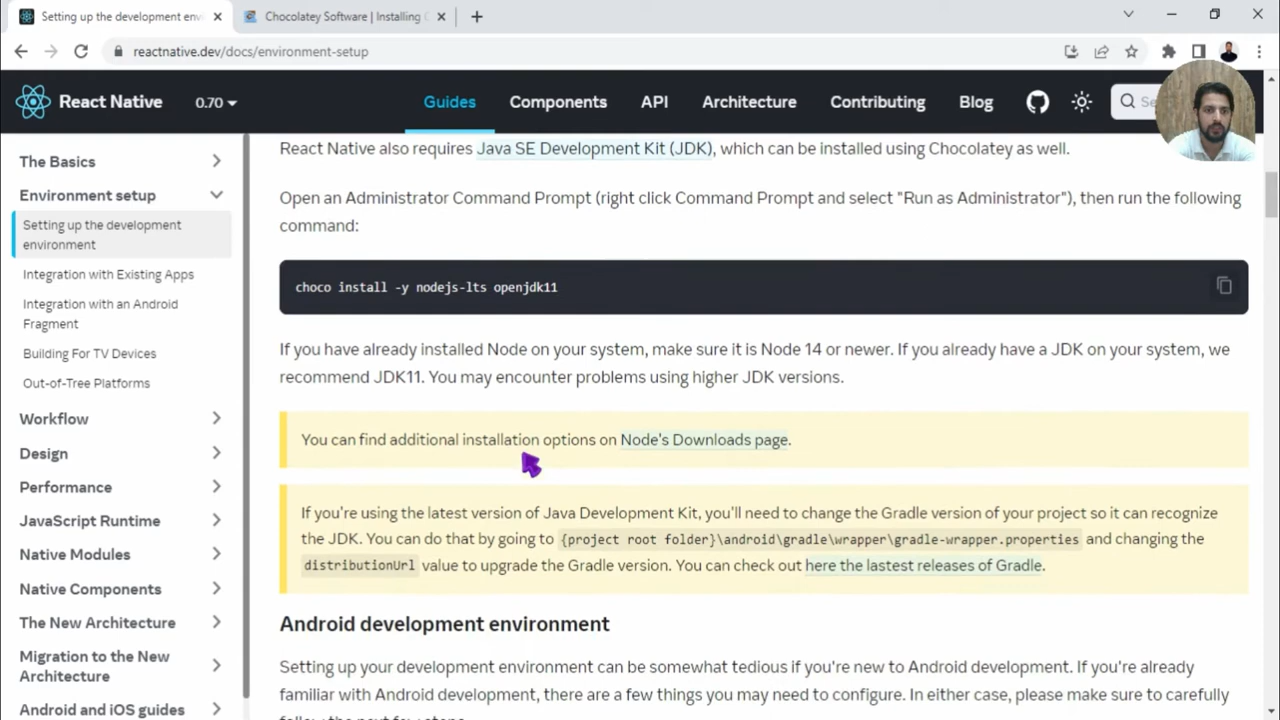 Setting up the development envi
Chocolatey Software | Installing
reactnative.dev/docs/environment-setup
React Native
0.70
Guides
Components
API
Architecture
Contributing
Blog
The Basics
Environment setup
Setting up the development
environment
Integration with Existing Apps
Integration with an Android
Fragment
Building For TV Devices
Out-of-Tree Platforms
Workflow
Design
Performance
JavaScript Runtime
Native Modules
Native Components
The New Architecture
Migration to the New
Architecture
Android and iOS guides
React Native also requires Java SE Development Kit (JDK), which can be installed using Chocolatey as well.
Open an Administrator Command Prompt (right click Command Prompt and select "Run as Administrator"), then run the following
command:
choco install -y nodejs-lts openjdk11
If you have already installed Node on your system, make sure it is Node 14 or newer. If you already have a JDK on your system, we
recommend JDK11. You may encounter problems using higher JDK versions.
You can find additional installation options on Node's Downloads page.
If you're using the latest version of Java Development Kit, you'll need to change the Gradle version of your project so it can recognize
the JDK. You can do that by going to {project root folder}\android\gradle\wrapper\gradle-wrapper.properties and changing the
distributionUrl value to upgrade the Gradle version. You can check out here the lastest releases of Gradle.
Android development environment
Setting up your development environment can be somewhat tedious if you're new to Android development. If you're already
familiar with Android development, there are a few things you may need to configure. In either case, please make sure to carefully
follow the next few steps.